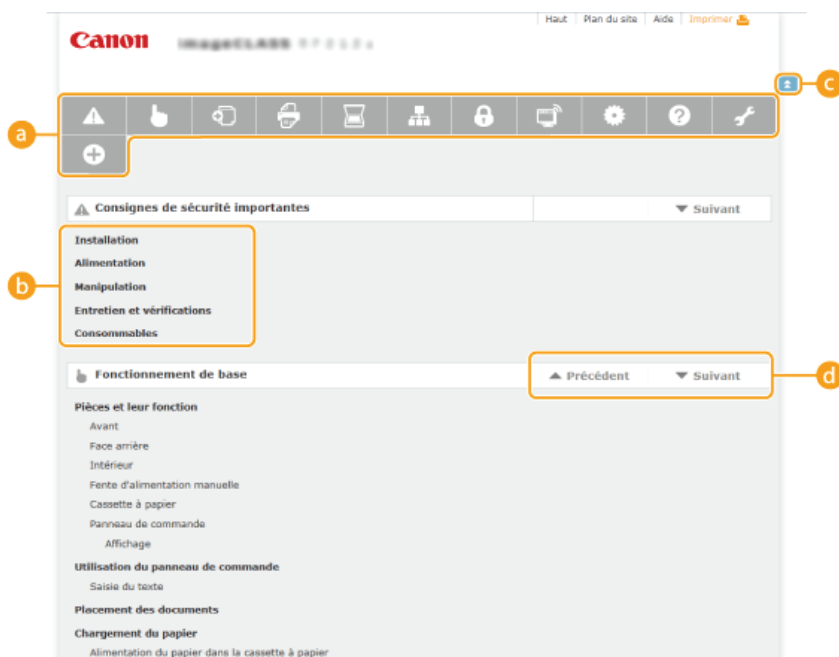 Haut Plan du site Aide Imprimer
Canon imageCLASS
c
a
Consignes de sécurité importantes Suivant
Installation
Alimentation
b Manipulation
Entretien et vérifications
Consommables
Fonctionnement de base Précédent Suivant d
Pièces et leur fonction
Avant
Face arrière
Intérieur
Fente d'alimentation manuelle
Cassette à papier
Panneau de commande
Affichage
Utilisation du panneau de commande
Saisie du texte
Placement des documents
Chargement du papier
Alimentation du papier dans la cassette à papier